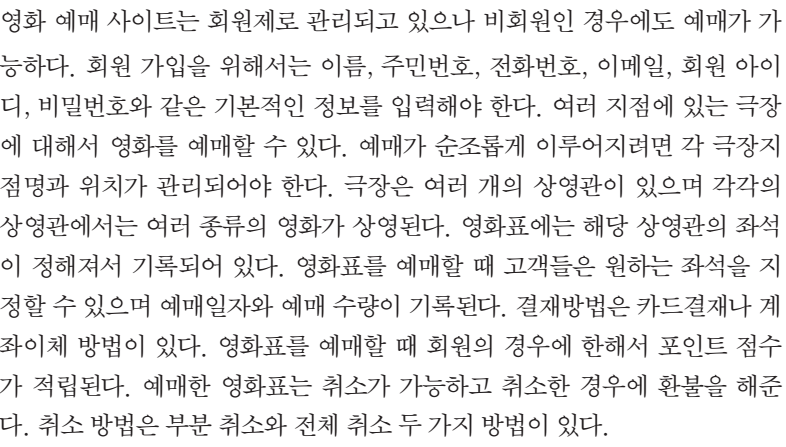 영화 예매 사이트는 회원제로 관리되고 있으나 비회원인 경우에도 예매가 가
능하다. 회원 가입을 위해서는 이름, 주민번호, 전화번호, 이메일, 회원 아이
디, 비밀번호와 같은 기본적인 정보를 입력해야 한다. 여러 지점에 있는 극장
에 대해서 영화를 예매할 수 있다. 예매가 순조롭게 이루어지려면 각 극장지
점명과 위치가 관리되어야 한다. 극장은 여러 개의 상영관이 있으며 각각의
상영관에서는 여러 종류의 영화가 상영된다. 영화표에는 해당 상영관의 좌석
이 정해져서 기록되어 있다. 영화표를 예매할 때 고객들은 원하는 좌석을 지
정할 수 있으며 예매일자와 예매 수량이 기록된다. 결재방법은 카드결재나 계
좌이체 방법이 있다. 영화표를 예매할 때 회원의 경우에 한해서 포인트 점수
가 적립된다. 예매한 영화표는 취소가 가능하고 취소한 경우에 환불을 해준
다. 취소 방법은 부분 취소와 전체 취소 두 가지 방법이 있다.